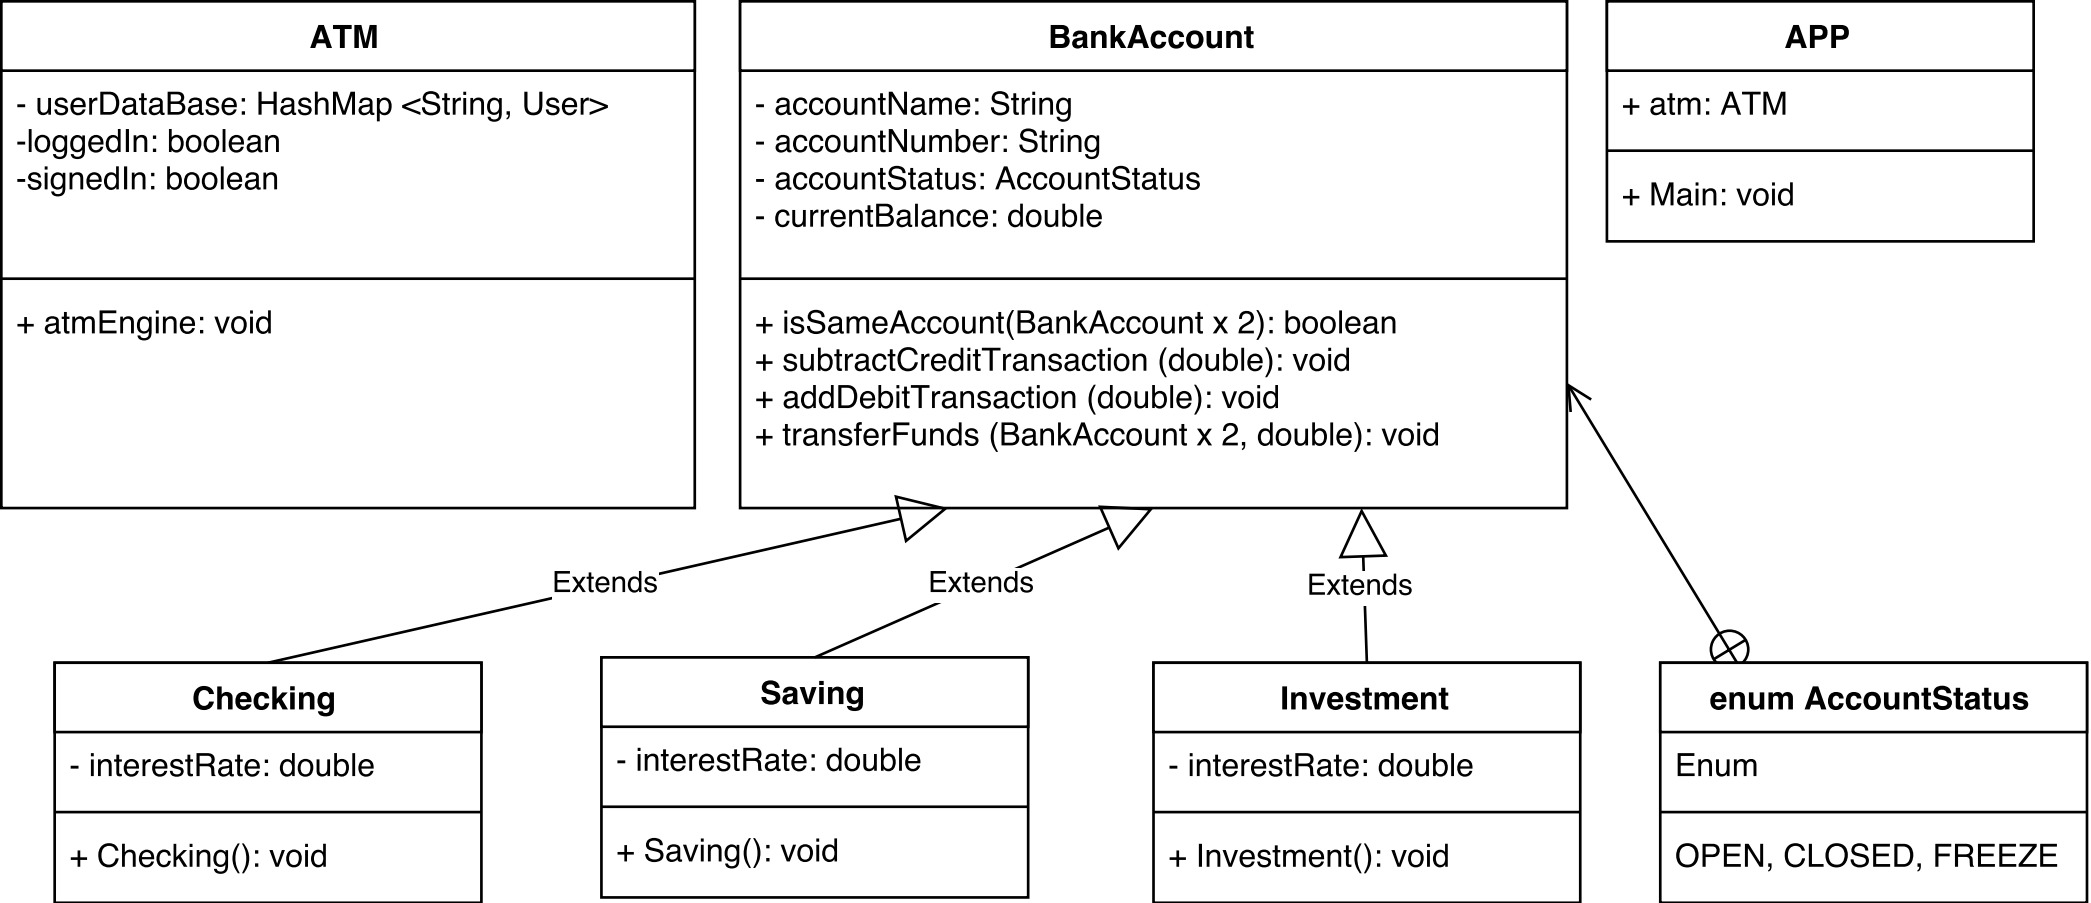 ATM
- userDataBase: HashMap <String, User>
-loggedIn: boolean
-signedIn: boolean
+ atmEngine: void
BankAccount
- accountName: String
- accountNumber: String
- accountStatus: AccountStatus
- currentBalance: double
+ isSameAccount(BankAccount x 2): boolean
+ subtractCreditTransaction (double): void
+ addDebitTransaction (double): void
+ transferFunds (BankAccount x 2, double): void
APP
+ atm: ATM
+ Main: void
Extends
Extends
Extends
Checking
- interestRate: double
+ Checking(): void
Saving
- interestRate: double
+ Saving(): void
Investment
- interestRate: double
+ Investment(): void
enum AccountStatus
Enum
OPEN, CLOSED, FREEZE